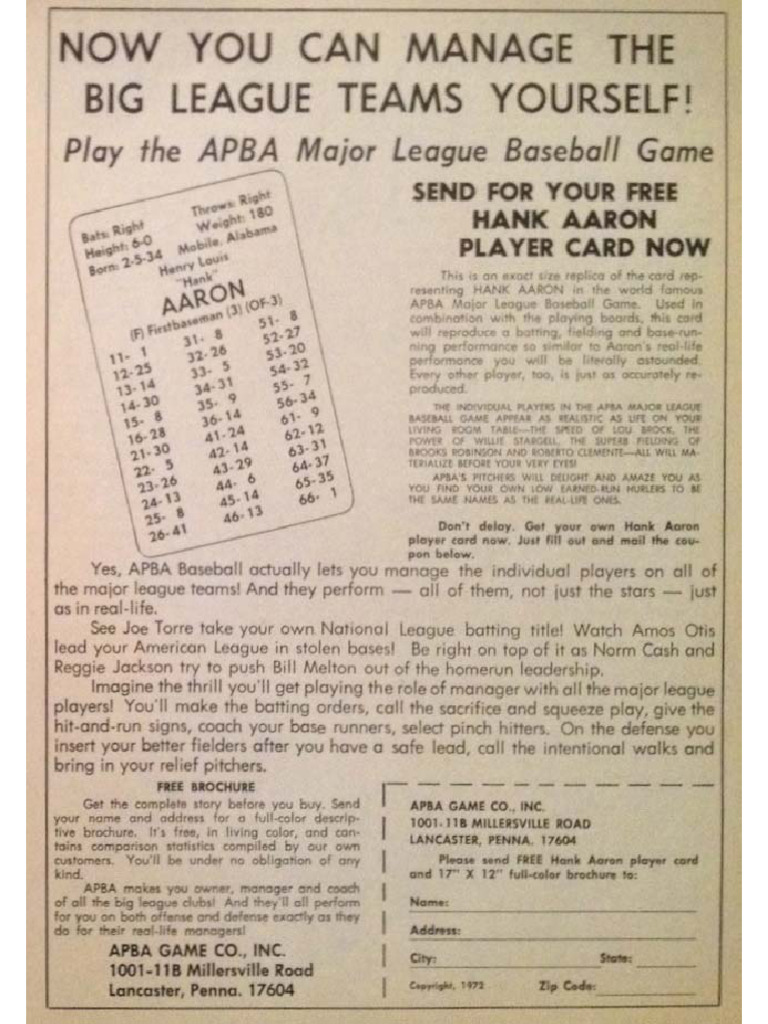 NOW YOU CAN MANAGE THE
BIG LEAGUE TEAMS YOURSELF!
Play the APBA Major League Baseball Game
Bats: Right Throws: Right
Height: 6-0 Weight: 180
Born: 2-5-34 Mobile, Alabama
Henry Louis
"Hank"
AARON
(F) Firstbaseman (3) (OF-3)
11- 1 31- 8 51- 8
12-25 32-26 52-27
13-14 33- 5 53-20
14-30 34-31 54-32
15- 8 35- 9 55- 7
16-28 36-14 56-34
21-30 41-24 61- 9
22- 5 42-14 62-12
23-26 43-29 63-31
24-13 44- 6 64-37
25- 8 45-14 65-35
26-41 46-13 66- 1
SEND FOR YOUR FREE
HANK AARON
PLAYER CARD NOW
This is an exact size replica of the card rep-
resenting HANK AARON in the world famous
APBA Major League Baseball Game. Used in
combination with the playing boards, this card
will reproduce a batting, fielding and base-run-
ning performance so similar to Aaron's real-life
performance you will be literally astounded.
Every other player, too, is just as accurately re-
produced.
THE INDIVIDUAL PLAYERS IN THE APBA MAJOR LEAGUE
BASEBALL GAME APPEAR AS REALISTIC AS LIFE ON YOUR
LIVING ROOM TABLE—THE SPEED OF LOU BROCK, THE
POWER OF WILLIE STARGELL, THE SUPERB FIELDING OF
BROOKS ROBINSON AND ROBERTO CLEMENTE—ALL WILL MA-
TERIALIZE BEFORE YOUR VERY EYES!
APBA'S PITCHERS WILL DELIGHT AND AMAZE YOU AS
YOU FIND YOUR OWN LOW EARNED-RUN HURLERS TO BE
THE SAME NAMES AS THE REAL-LIFE ONES.
Don't delay. Get your own Hank Aaron
player card now. Just fill out and mail the cou-
pon below.
Yes, APBA Baseball actually lets you manage the individual players on all of
the major league teams! And they perform — all of them, not just the stars — just
as in real-life.
See Joe Torre take your own National League batting title! Watch Amos Otis
lead your American League in stolen bases! Be right on top of it as Norm Cash and
Reggie Jackson try to push Bill Melton out of the homerun leadership.
Imagine the thrill you'll get playing the role of manager with all the major league
players! You'll make the batting orders, call the sacrifice and squeeze play, give the
hit-and-run signs, coach your base runners, select pinch hitters. On the defense you
insert your better fielders after you have a safe lead, call the intentional walks and
bring in your relief pitchers.
FREE BROCHURE
Get the complete story before you buy. Send
your name and address for a full-color descrip-
tive brochure. It's free, in living color, and con-
tains comparison statistics compiled by our own
customers. You'll be under no obligation of any
kind.
APBA makes you owner, manager and coach
of all the big league clubs! And they'll all perform
for you on both offense and defense exactly as they
do for their real-life managers!
APBA GAME CO., INC.
1001-11B Millersville Road
Lancaster, Penna. 17604
APBA GAME CO., INC.
1001-11B MILLERSVILLE ROAD
LANCASTER, PENNA. 17604
Please send FREE Hank Aaron player card
and 17" X 12" full-color brochure to:
Name:
Address:
City: State:
Copyright, 1972 Zip Code: